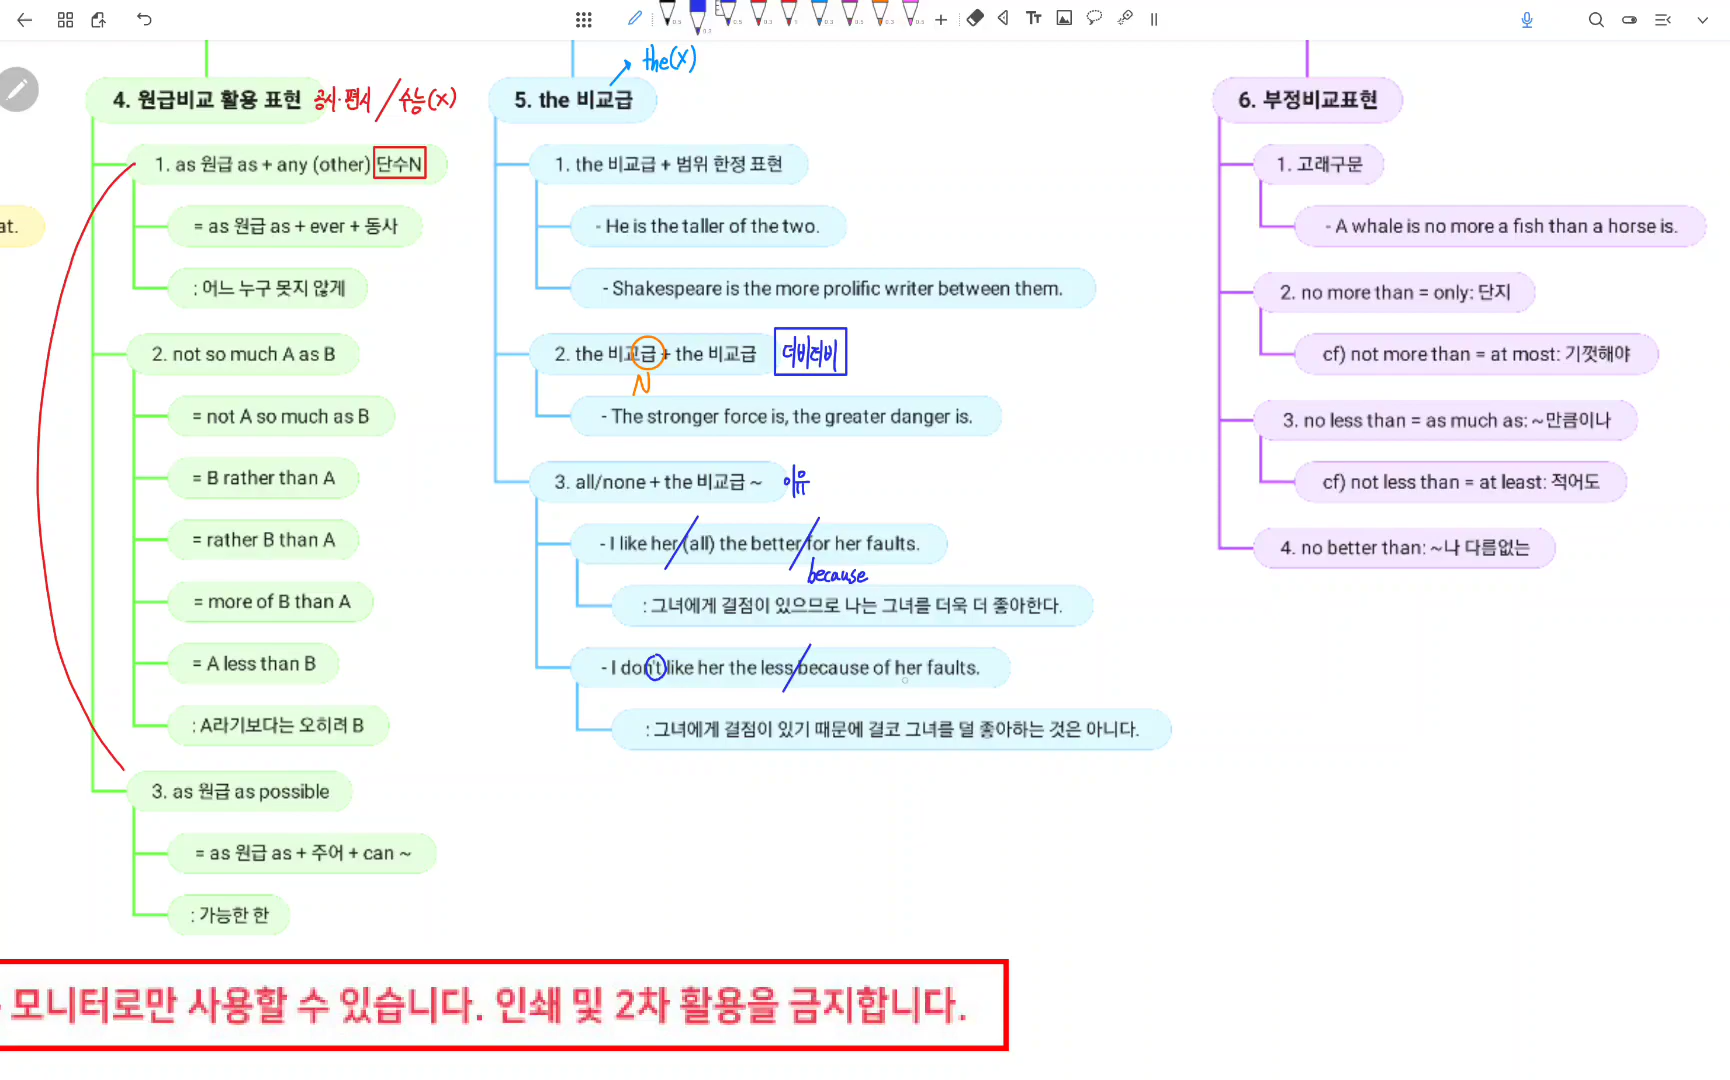 the(x)
4. 원급비교 활용 표현 공시·편시/수능(x)
1. as 원급 as + any (other) 단수N
= as 원급 as + ever + 동사
: 어느 누구 못지 않게
2. not so much A as B
= not A so much as B
= B rather than A
= rather B than A
= more of B than A
= A less than B
: A라기보다는 오히려 B
3. as 원급 as possible
= as 원급 as + 주어 + can ~
: 가능한 한
at.
5. the 비교급
1. the 비교급 + 범위 한정 표현
- He is the taller of the two.
- Shakespeare is the more prolific writer between them.
2. the 비교급 + the 비교급 더비더비
N
- The stronger force is, the greater danger is.
3. all/none + the 비교급 ~ 이유
- I like her (all) the better for her faults.
because
: 그녀에게 결점이 있으므로 나는 그녀를 더욱 더 좋아한다.
- I don't like her the less because of her faults.
: 그녀에게 결점이 있기 때문에 결코 그녀를 덜 좋아하는 것은 아니다.
6. 부정비교표현
1. 고래구문
- A whale is no more a fish than a horse is.
2. no more than = only: 단지
cf) not more than = at most: 기껏해야
3. no less than = as much as: ~만큼이나
cf) not less than = at least: 적어도
4. no better than: ~나 다름없는
모니터로만 사용할 수 있습니다. 인쇄 및 2차 활용을 금지합니다.